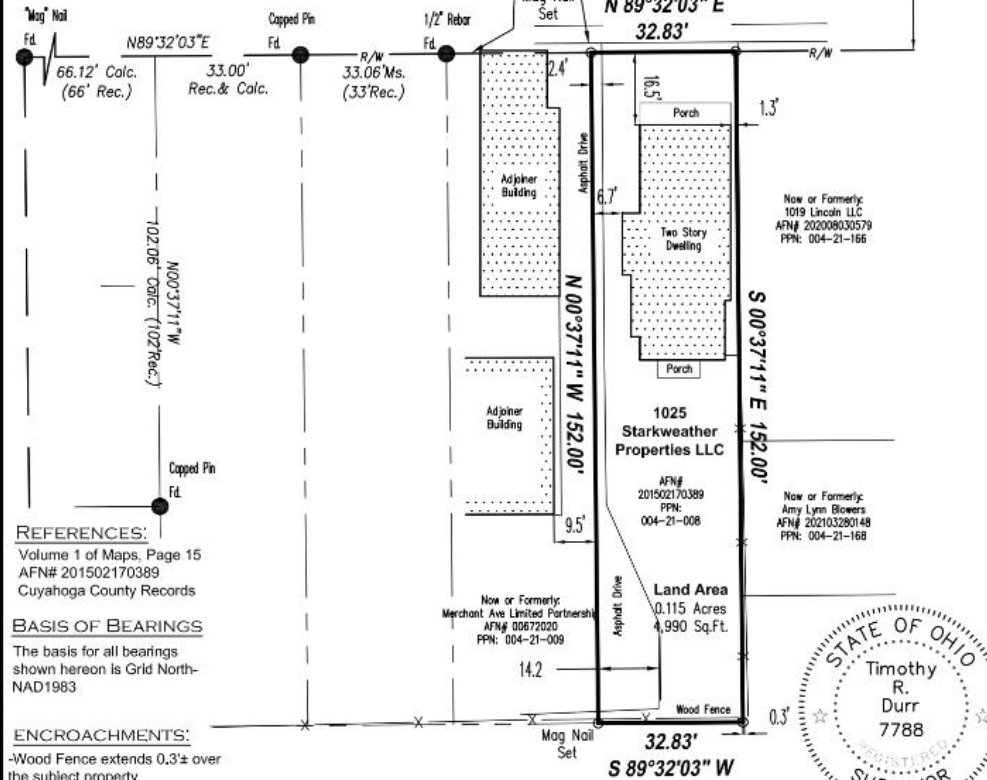 "Mag" Nail
Fd.
N89°32'03"E
66.12' Calc.
(66' Rec.)
Capped Pin
Fd.
33.00'
Rec.& Calc.
R/W
33.06'Ms.
(33'Rec.)
1/2" Rebar
Fd.
Mag Nail
Set
N 89°32'03" E
32.83'
R/W
2.4'
16.5'
Porch
1.3'
Asphalt Drive
Adjoiner
Building
6.7'
Two Story
Dwelling
Now or Formerly:
1019 Lincoln LLC
AFN# 202008030579
PPN: 004-21-166
N00°37'11"W
102.06' Calc. (102'Rec.)
N 00°37'11" W 152.00'
S 00°37'11" E 152.00'
Porch
Adjoiner
Building
1025
Starkweather
Properties LLC
AFN#
201502170389
PPN:
004-21-008
Capped Pin
Fd.
Now or Formerly:
Amy Lynn Blowers
AFN# 202103280148
PPN: 004-21-168
9.5'
REFERENCES:
Volume 1 of Maps, Page 15
AFN# 201502170389
Cuyahoga County Records
Now or Formerly:
Merchant Ave Limited Partnership
AFN# 00672020
PPN: 004-21-009
Asphalt Drive
Land Area
0.115 Acres
4,990 Sq.Ft.
BASIS OF BEARINGS
The basis for all bearings
shown hereon is Grid North-
NAD1983
14.2
Wood Fence
0.3'
Mag Nail
Set
32.83'
S 89°32'03" W
ENCROACHMENTS:
-Wood Fence extends 0.3'± over
the subject property
STATE OF OHIO
Timothy
R.
Durr
7788
REGISTERED